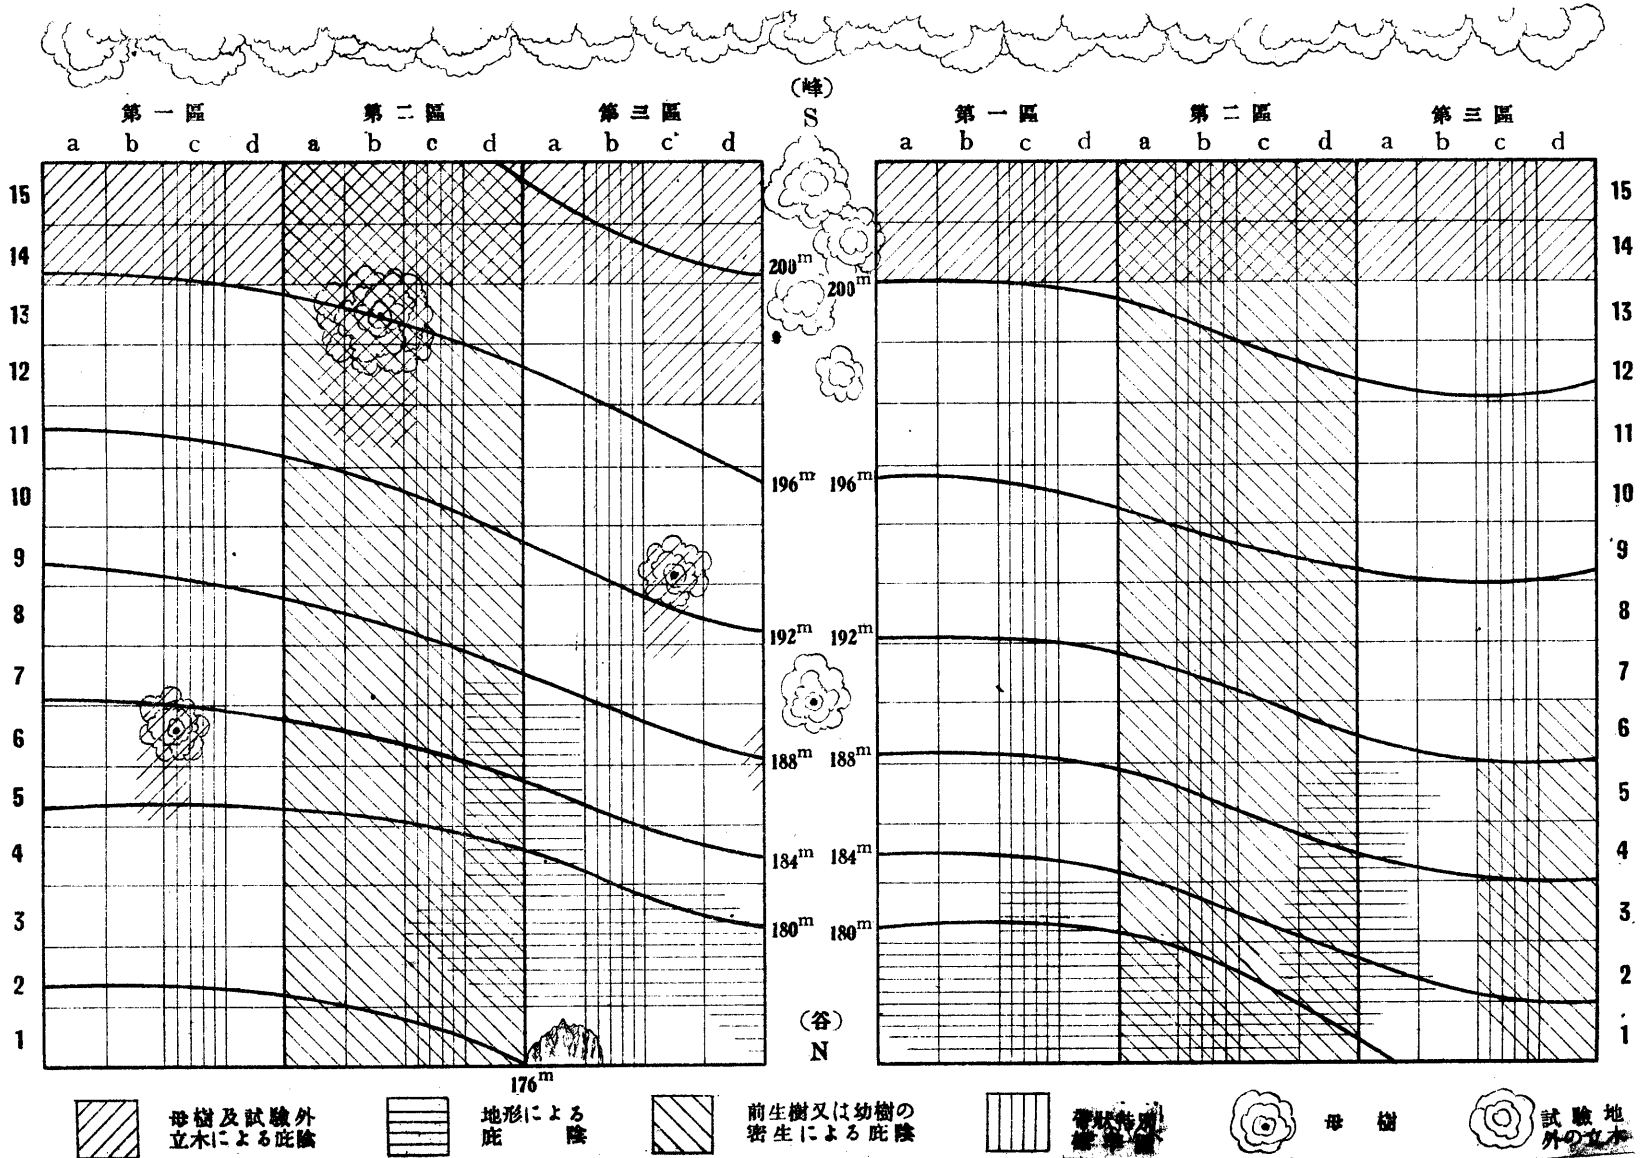 (峰)
S
第一區 第二區 第三區 第一區 第二區 第三區
a b c d a b c d a b c d a b c d a b c d a b c d
15 15
14 14
200m
200m
13 13
12 12
11 11
196m 196m
10 10
9 9
8 8
192m 192m
7 7
6 6
188m 188m
5 5
4 4
184m 184m
3 3
180m 180m
2 2
(谷)
N
1 1
176m
母樹及試驗外
立木による庇陰
地形による
庇陰
前生樹又は幼樹の
密生による庇陰
帶狀特別
母樹
試驗地
外の立木